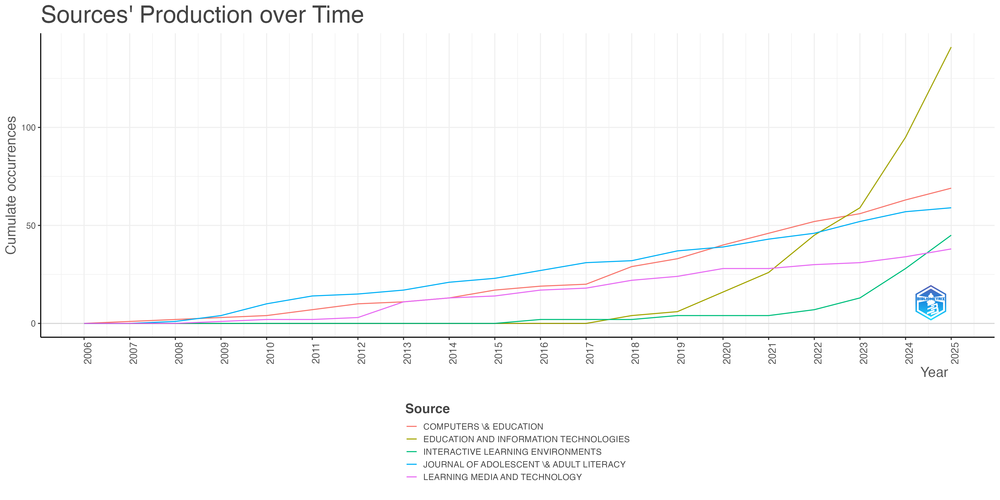 Sources' Production over Time
Cumulate occurrences
100
50
0
2006
2007
2008
2009
2010
2011
2012
2013
2014
2015
2016
2017
2018
2019
2020
2021
2022
2023
2024
2025
Year
BIBLIOMETRIX
Source
COMPUTERS \& EDUCATION
EDUCATION AND INFORMATION TECHNOLOGIES
INTERACTIVE LEARNING ENVIRONMENTS
JOURNAL OF ADOLESCENT \& ADULT LITERACY
LEARNING MEDIA AND TECHNOLOGY